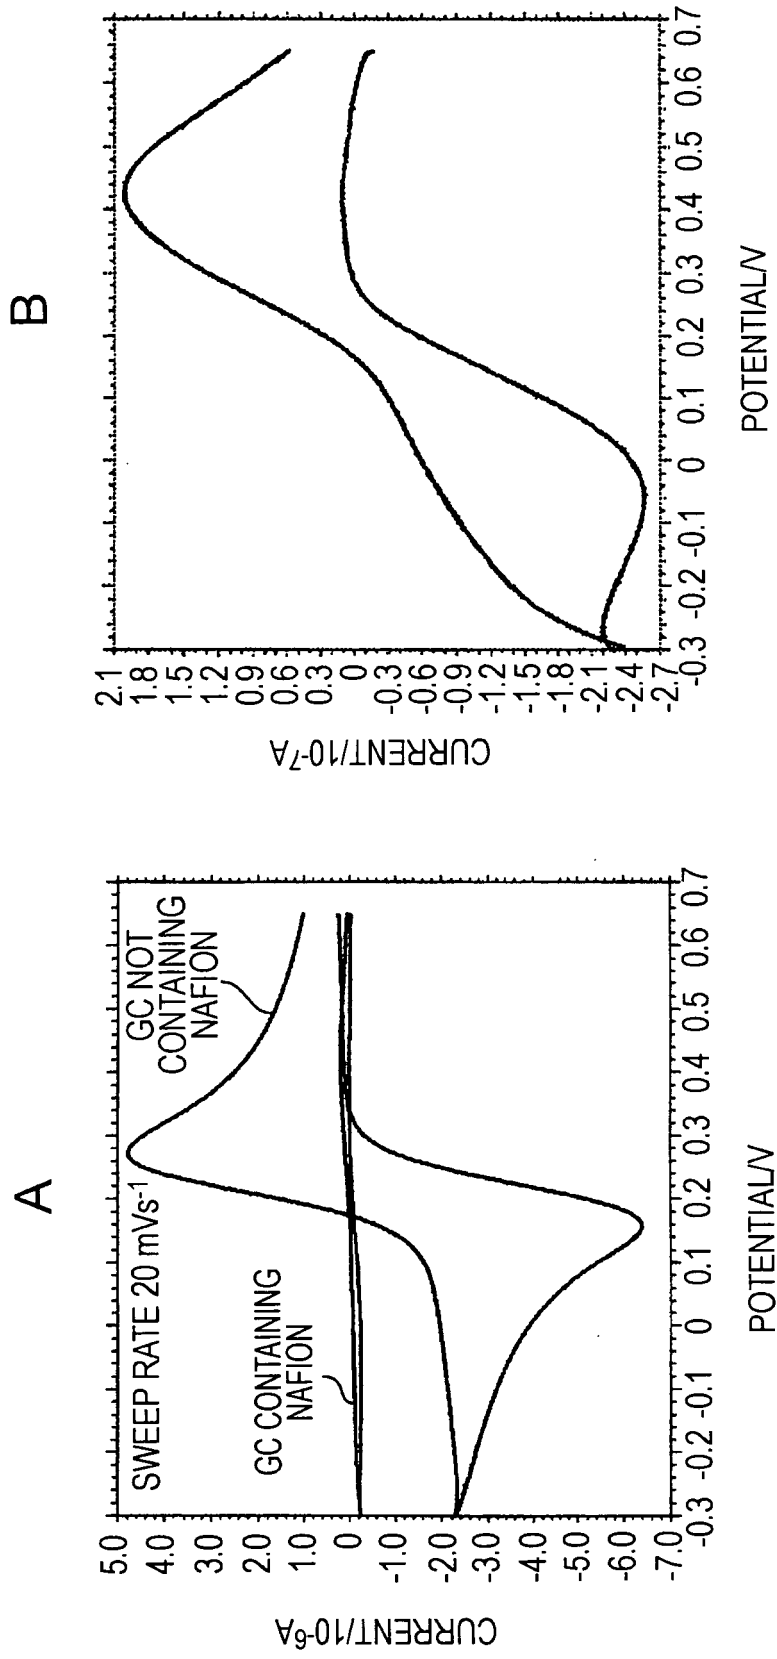 A
CURRENT/10-6A
5.0
4.0
3.0
2.0
1.0
0
-1.0
-2.0
-3.0
-4.0
-5.0
-6.0
-7.0
SWEEP RATE 20 mVs-1
GC NOT
CONTAINING
NAFION
GC CONTAINING
NAFION
-0.3 -0.2 -0.1 0 0.1 0.2 0.3 0.4 0.5 0.6 0.7
POTENTIAL/V
B
CURRENT/10-7A
2.1
1.8
1.5
1.2
0.9
0.6
0.3
0
-0.3
-0.6
-0.9
-1.2
-1.5
-1.8
-2.1
-2.4
-2.7
-0.3 -0.2 -0.1 0 0.1 0.2 0.3 0.4 0.5 0.6 0.7
POTENTIAL/V